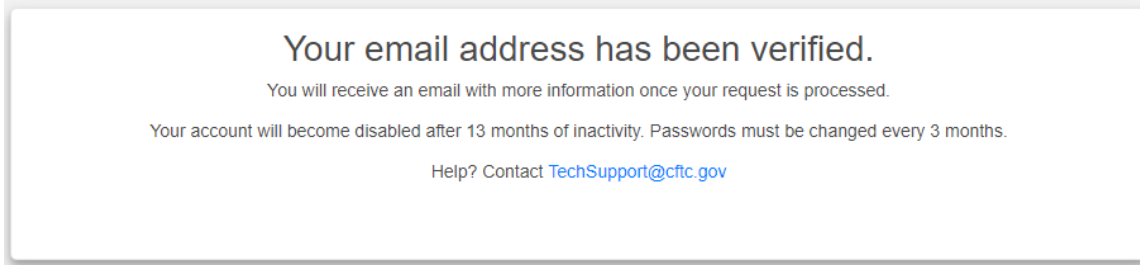 Your email address has been verified.
You will receive an email with more information once your request is processed.
Your account will become disabled after 13 months of inactivity. Passwords must be changed every 3 months.
Help? Contact TechSupport@cftc.gov